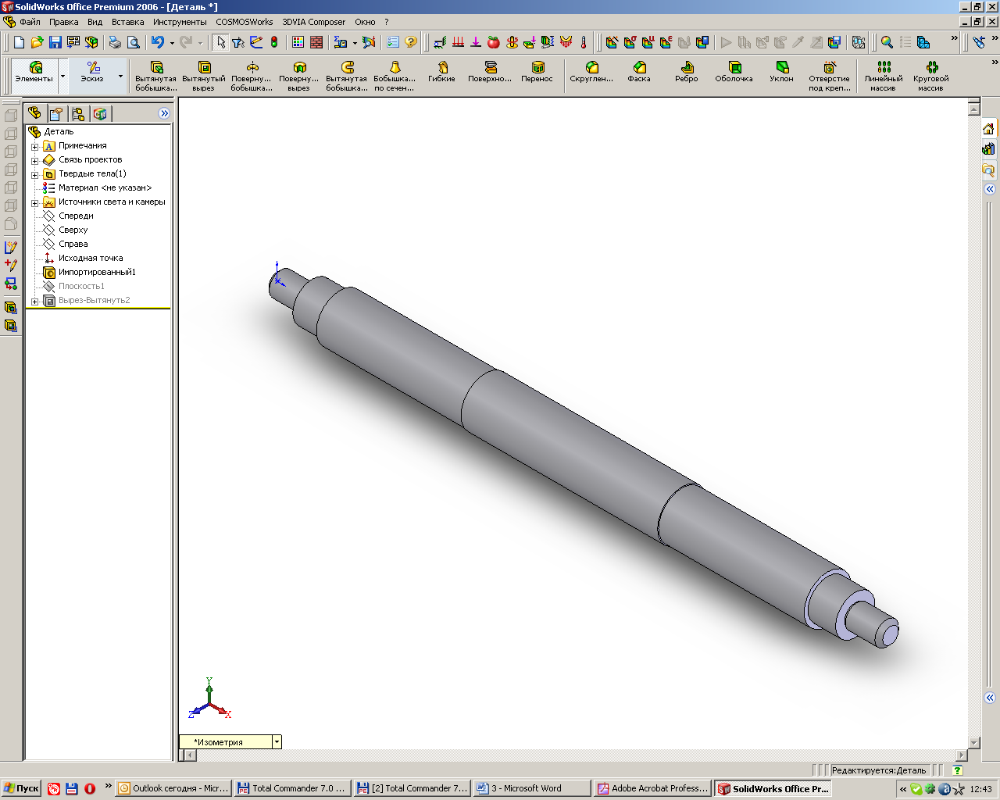 SolidWorks Office Premium 2006 - [Деталь *]
Файл Правка Вид Вставка Инструменты COSMOSWorks 3DVIA Composer Окно ?
Элементы
Эскиз
Вытянутая бобышка...
Вытянутый вырез
Поверну... бобышка...
Поверну... вырез
Вытянутая бобышка...
Бобышка... по сечен...
Гибкие
Поверхно...
Перенос
Скруглен...
Фаска
Ребро
Оболочка
Уклон
Отверстие под креп...
Линейный массив
Круговой массив
Деталь
Примечания
Связь проектов
Твердые тела(1)
Материал <не указан>
Источники света и камеры
Спереди
Сверху
Справа
Исходная точка
Импортированный1
Плоскость1
Вырез-Вытянуть2
Y
Z
X
*Изометрия
Редактируется:Деталь
Пуск
Outlook сегодня - Micr...
Total Commander 7.0 ...
[2] Total Commander 7...
3 - Microsoft Word
Adobe Acrobat Profess...
SolidWorks Office Pr...
12:43